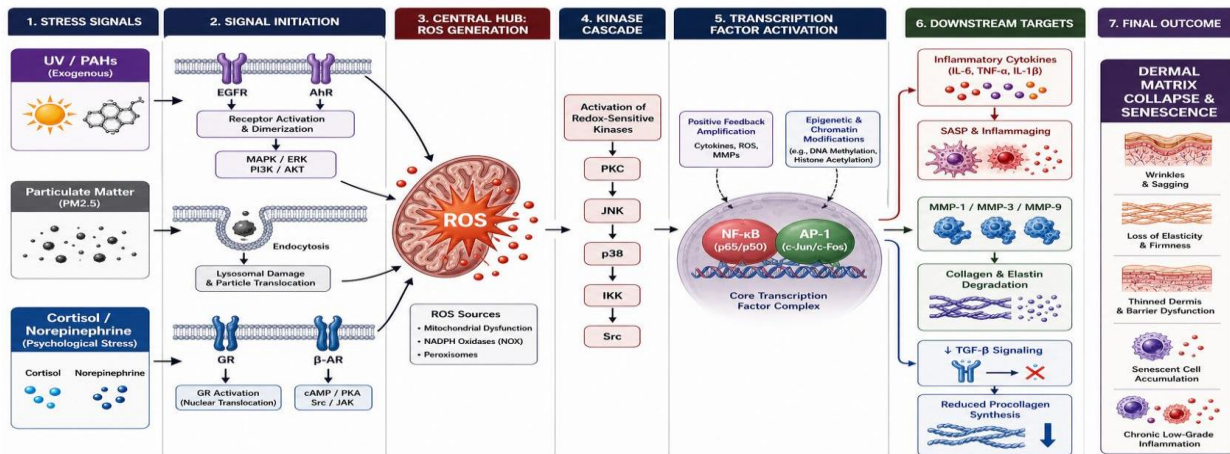 1. STRESS SIGNALS
UV / PAHs
(Exogenous)
Particulate Matter
(PM2.5)
Cortisol /
Norepinephrine
(Psychological Stress)
Cortisol
Norepinephrine
2. SIGNAL INITIATION
EGFR
AhR
Receptor Activation
& Dimerization
MAPK / ERK
PI3K / AKT
Endocytosis
Lysosomal Damage
& Particle Translocation
GR
β-AR
GR Activation
(Nuclear Translocation)
cAMP / PKA
Src / JAK
3. CENTRAL HUB:
ROS GENERATION
ROS
ROS Sources
• Mitochondrial Dysfunction
• NADPH Oxidases (NOX)
• Peroxisomes
4. KINASE
CASCADE
Activation of
Redox-Sensitive
Kinases
PKC
JNK
p38
IKK
Src
5. TRANSCRIPTION
FACTOR ACTIVATION
Positive Feedback
Amplification
Cytokines, ROS,
MMPs
Epigenetic &
Chromatin
Modifications
(e.g., DNA Methylation,
Histone Acetylation)
NF-κB
(p65/p50)
AP-1
(c-Jun/c-Fos)
Core Transcription
Factor Complex
6. DOWNSTREAM TARGETS
Inflammatory Cytokines
(IL-6, TNF-α, IL-1β)
SASP & Inflammaging
MMP-1 / MMP-3 / MMP-9
Collagen & Elastin
Degradation
↓ TGF-β Signaling
Reduced Procollagen
Synthesis
7. FINAL OUTCOME
DERMAL
MATRIX
COLLAPSE &
SENESCENCE
Wrinkles
& Sagging
Loss of Elasticity
& Firmness
Thinned Dermis
& Barrier Dysfunction
Senescent Cell
Accumulation
Chronic Low-Grade
Inflammation